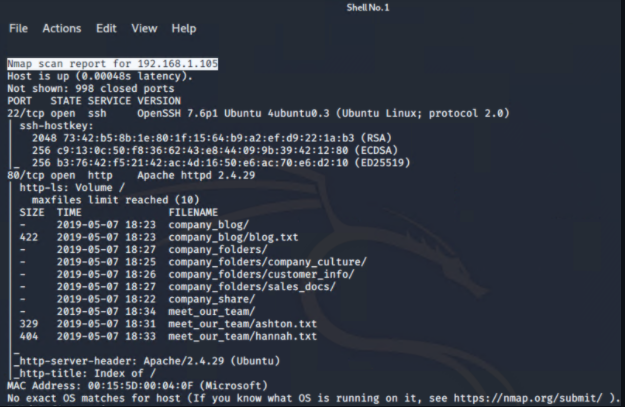 Shell No. 1
File Actions Edit View Help
Nmap scan report for 192.168.1.105
Host is up (0.00048s latency).
Not shown: 998 closed ports
PORT STATE SERVICE VERSION
22/tcp open ssh OpenSSH 7.6p1 Ubuntu 4ubuntu0.3 (Ubuntu Linux; protocol 2.0)
| ssh-hostkey:
| 2048 73:42:b5:8b:1e:80:1f:15:64:b9:a2:ef:d9:22:1a:b3 (RSA)
| 256 c9:13:0c:50:f8:36:62:43:e8:44:09:9b:39:42:12:80 (ECDSA)
|_ 256 b3:76:42:f5:21:42:ac:4d:16:50:e6:ac:70:e6:d2:10 (ED25519)
80/tcp open http Apache httpd 2.4.29
| http-ls: Volume /
| maxfiles limit reached (10)
| SIZE TIME FILENAME
| - 2019-05-07 18:23 company_blog/
| 422 2019-05-07 18:23 company_blog/blog.txt
| - 2019-05-07 18:27 company_folders/
| - 2019-05-07 18:25 company_folders/company_culture/
| - 2019-05-07 18:26 company_folders/customer_info/
| - 2019-05-07 18:27 company_folders/sales_docs/
| - 2019-05-07 18:22 company_share/
| - 2019-05-07 18:34 meet_our_team/
| 329 2019-05-07 18:31 meet_our_team/ashton.txt
| 404 2019-05-07 18:33 meet_our_team/hannah.txt
|_
|_http-server-header: Apache/2.4.29 (Ubuntu)
|_http-title: Index of /
MAC Address: 00:15:5D:00:04:0F (Microsoft)
No exact OS matches for host (If you know what OS is running on it, see https://nmap.org/submit/ ).